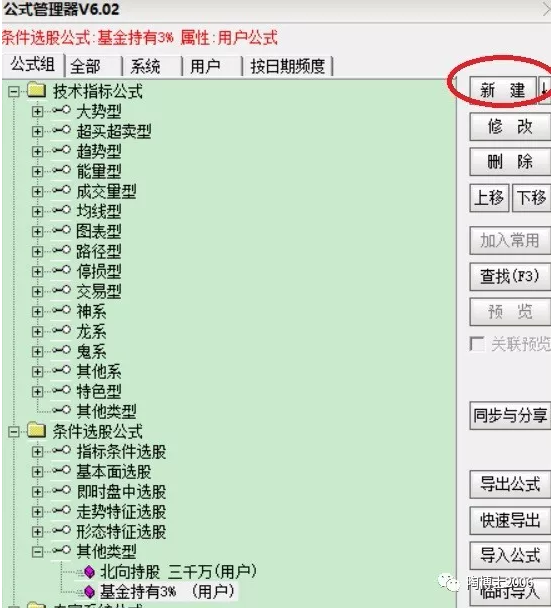 公式管理器V6.02
条件选股公式:基金持有3% 属性:用户公式
公式组 全部 系统 用户 按日期频度
技术指标公式
大势型
超买超卖型
趋势型
能量型
成交量型
均线型
图表型
路径型
停损型
交易型
神系
龙系
鬼系
其他系
特色型
其他类型
条件选股公式
指标条件选股
基本面选股
即时盘中选股
走势特征选股
形态特征选股
其他类型
北向持股 三千万(用户)
基金持有3% (用户)
新 建
修 改
删 除
上移 下移
加入常用
查找(F3)
预 览
关联预览
同步与分享
导出公式
快速导出
导入公式
临时导入
陶博士2006